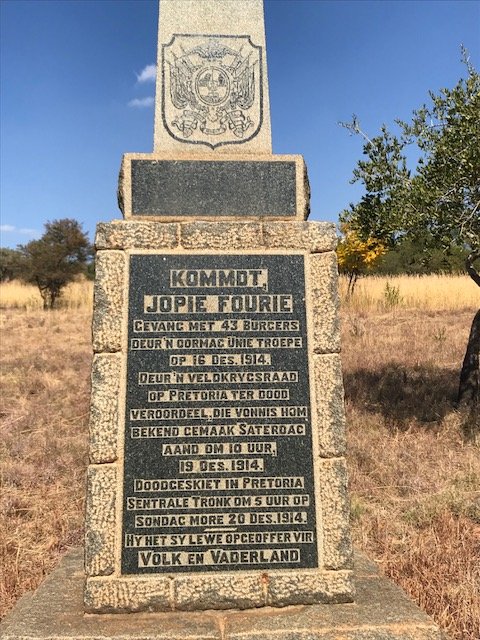 KOMMDT,
JOPIE FOURIE
GEVANG MET 43 BURGERS
DEUR'N OORMAG UNIE TROEPE
OP 16 DES. 1914.
DEUR'N VELDKRYGSRAAD
OP PRETORIA TER DOOD
VEROORDEEL, DIE VONNIS HOM
BEKEND GEMAAK SATERDAG
AAND OM 10 UUR,
19 DES. 1914.
DOODGESKIET IN PRETORIA
SENTRALE TRONK OM 5 UUR OP
SONDAG MORE 20 DES. 1914.
HY HET SY LEWE OPGEOFFER VIR
VOLK EN VADERLAND